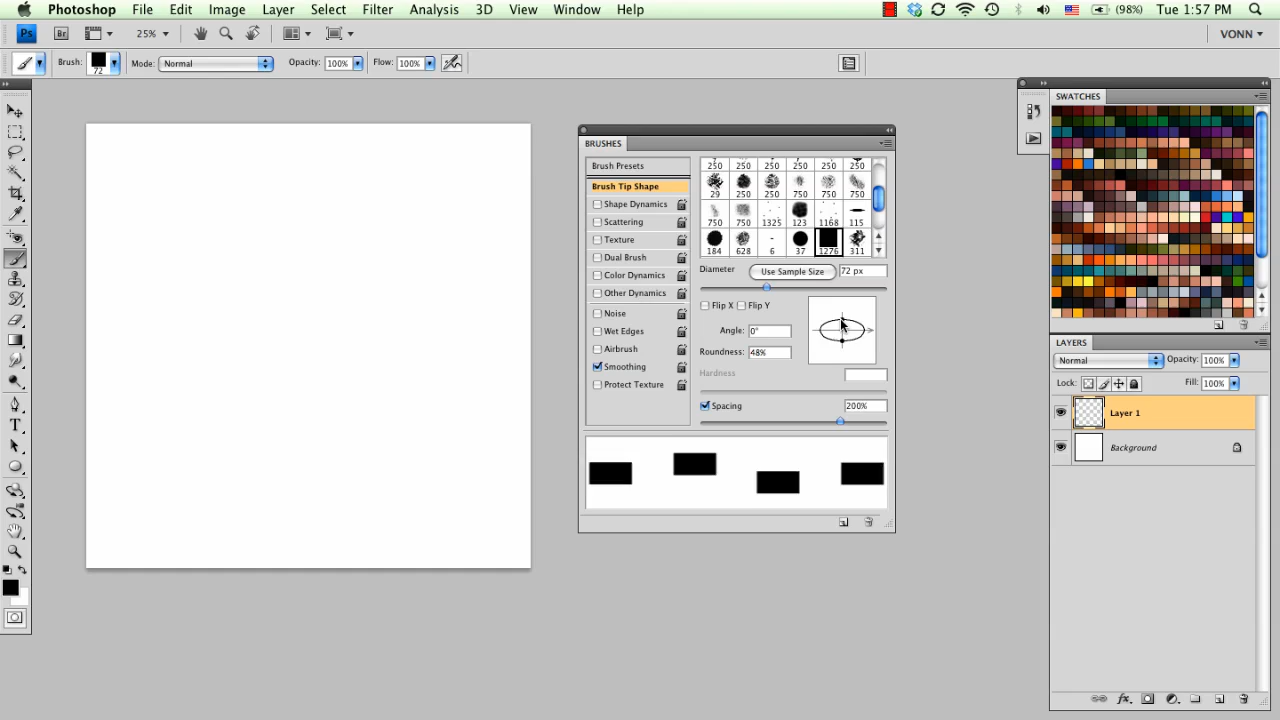 Photoshop File Edit Image Layer Select Filter Analysis 3D View Window Help (98%) Tue 1:57 PM
Ps Br 25% VONN
Brush: 72 Mode: Normal Opacity: 100% Flow: 100%
BRUSHES
Brush Presets
Brush Tip Shape
Shape Dynamics
Scattering
Texture
Dual Brush
Color Dynamics
Other Dynamics
Noise
Wet Edges
Airbrush
Smoothing
Protect Texture
250 250 250 250 250 250
29 250 250 750 750 750
750 750 1325 123 1168 115
184 628 6 37 1276 311
Diameter Use Sample Size 72 px
Flip X Flip Y
Angle: 0°
Roundness: 48%
Hardness
Spacing 200%
SWATCHES
LAYERS
Normal Opacity: 100%
Lock: Fill: 100%
Layer 1
Background
T
fx